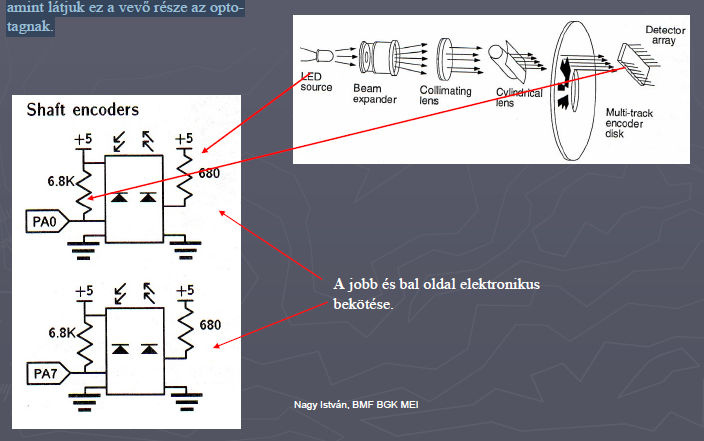 amint látjuk ez a vevő része az opto-
tagnak.
LED
source
Beam
expander
Collimating
lens
Cylindrical
lens
Multi-track
encoder
disk
Detector
array
Shaft encoders
+5
+5
6.8K
680
PA0
+5
+5
6.8K
680
PA7
A jobb és bal oldal elektronikus
bekötése.
Nagy István, BMF BGK MEI